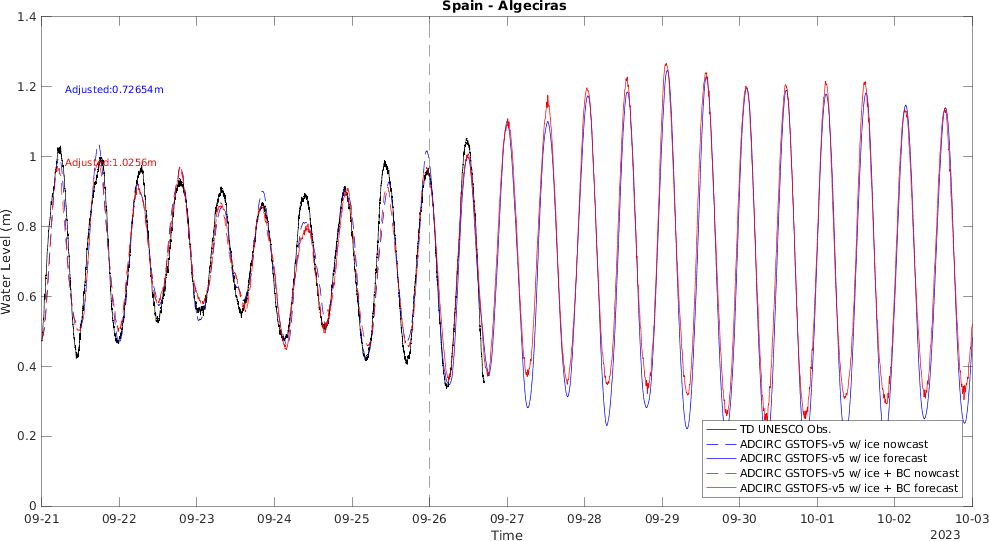 Spain - Algeciras
1.4
1.2
1
0.8
0.6
0.4
0.2
0
Water Level (m)
Adjusted:0.72654m
Adjusted:1.0256m
TD UNESCO Obs.
ADCIRC GSTOFS-v5 w/ ice nowcast
ADCIRC GSTOFS-v5 w/ ice forecast
ADCIRC GSTOFS-v5 w/ ice + BC nowcast
ADCIRC GSTOFS-v5 w/ ice + BC forecast
09-21 09-22 09-23 09-24 09-25 09-26 09-27 09-28 09-29 09-30 10-01 10-02 10-03
Time
2023